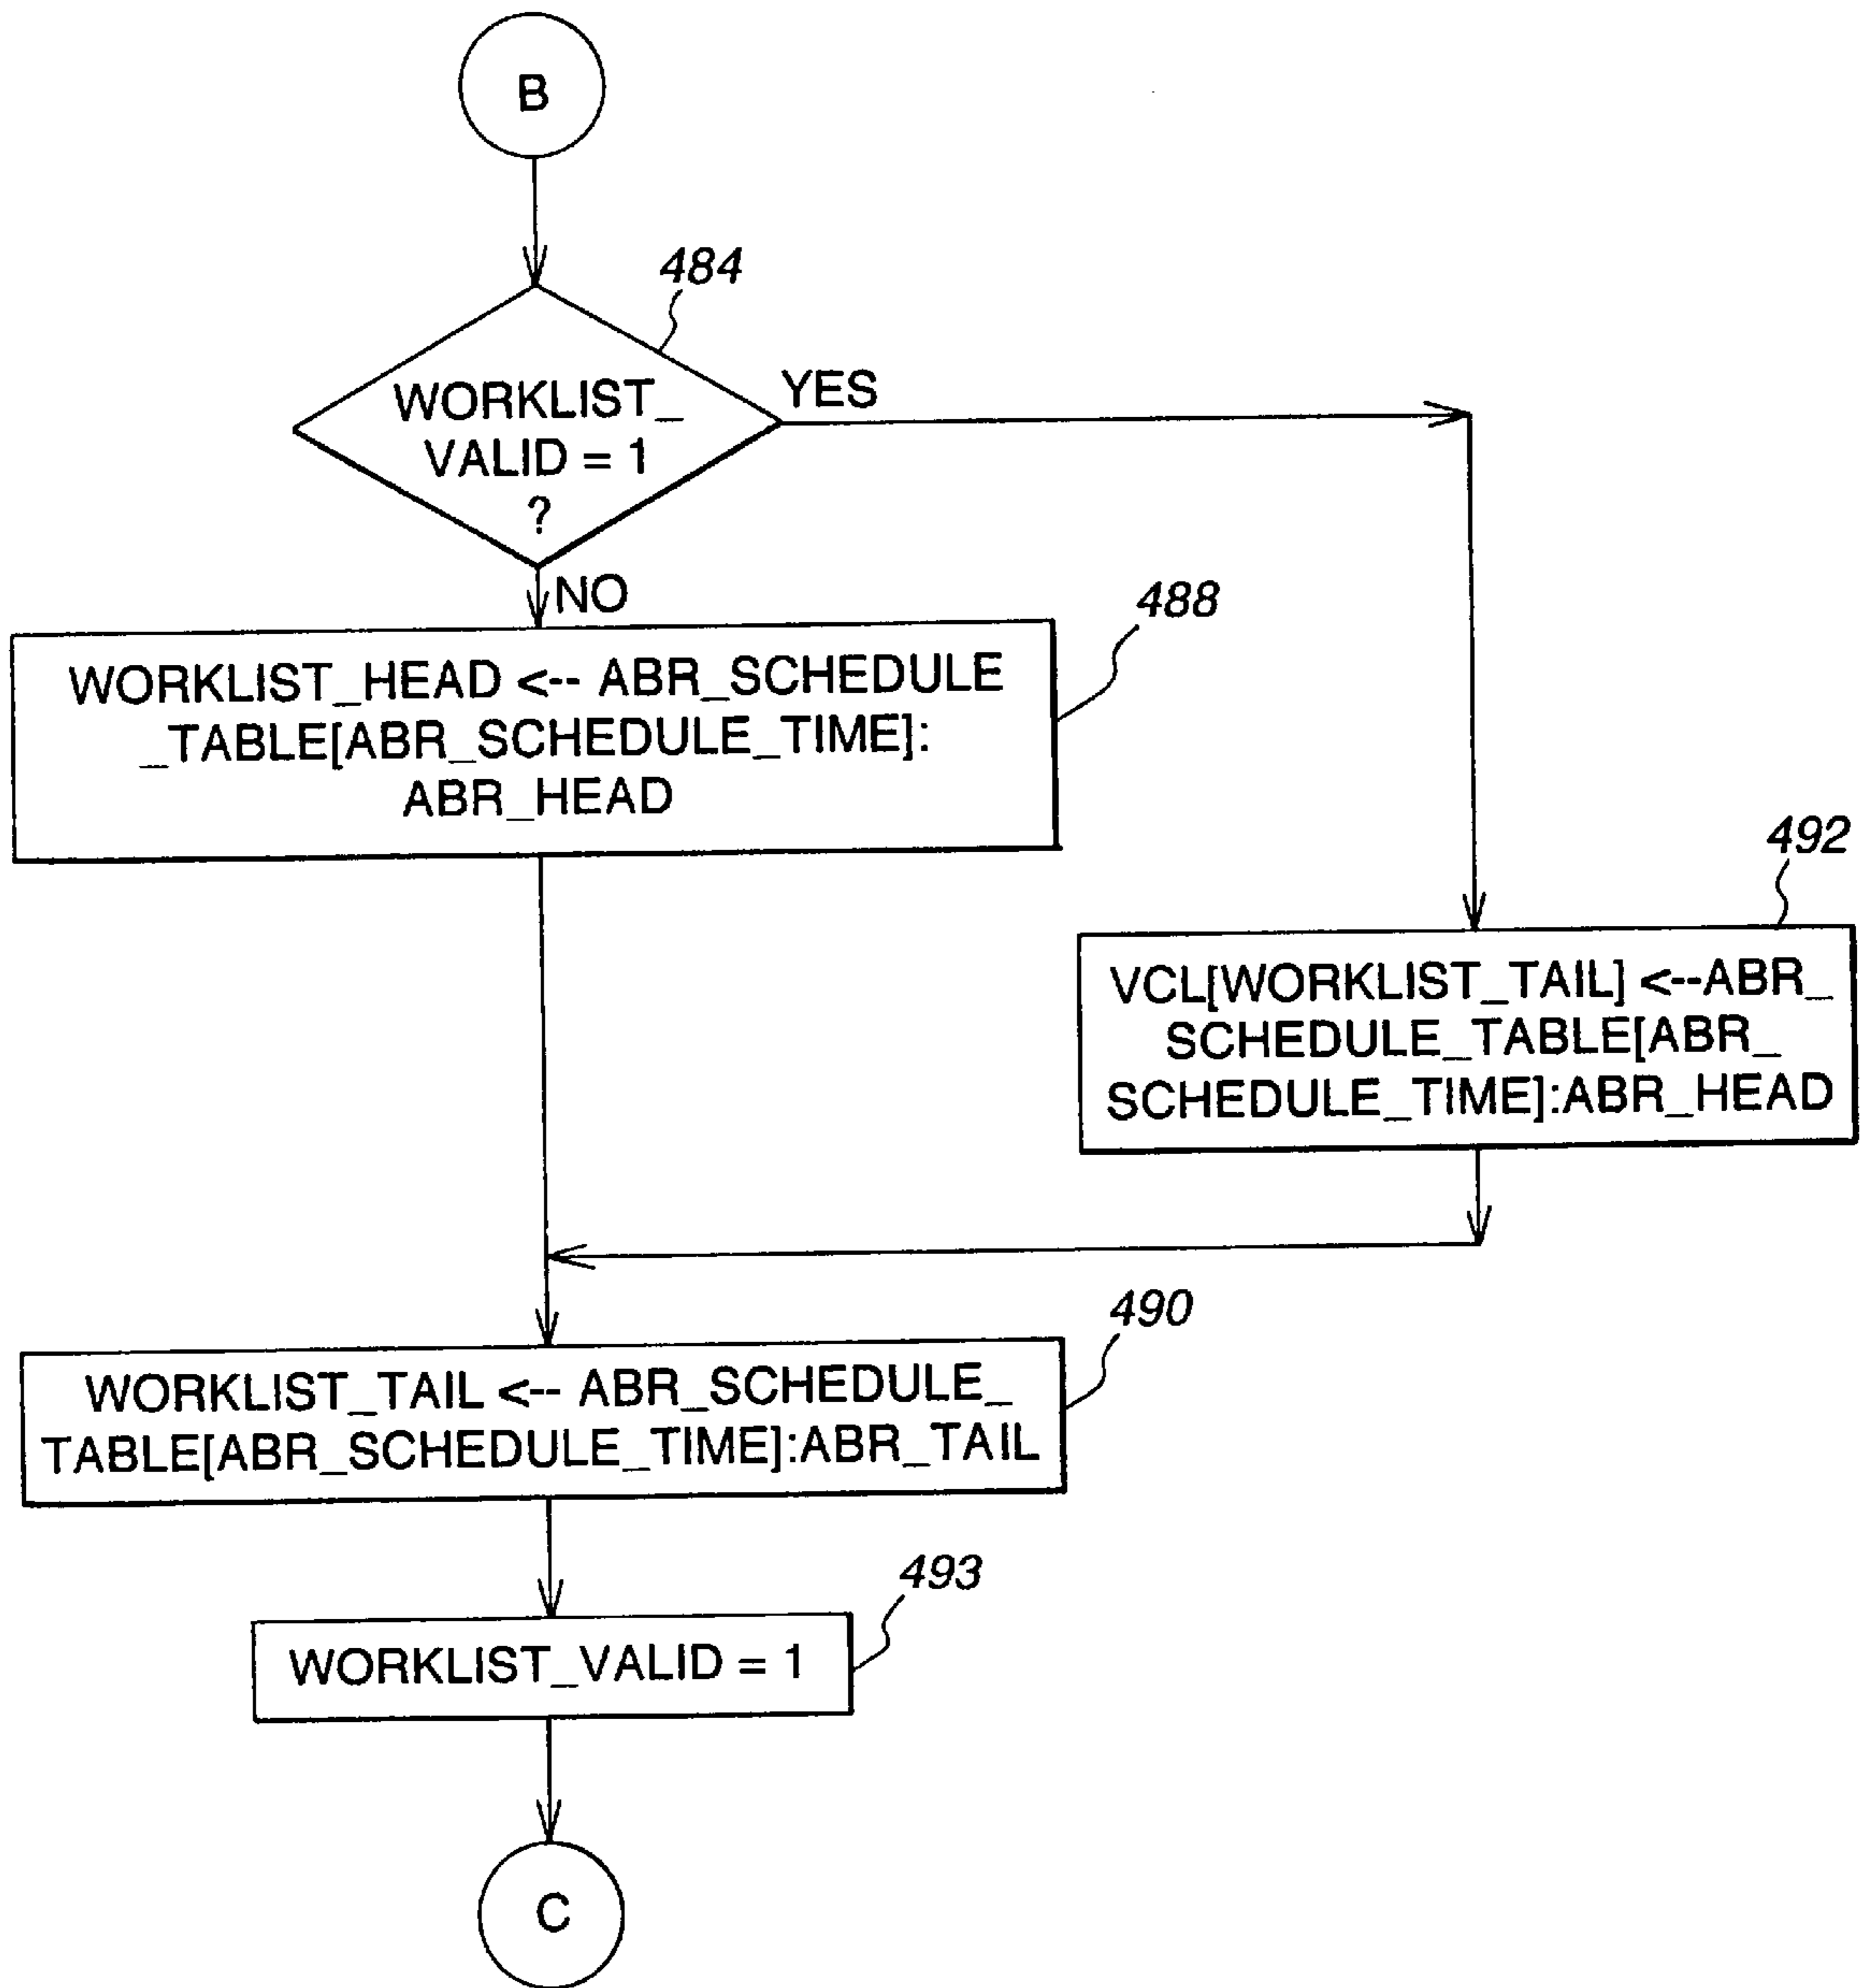 B
484
WORKLIST_
VALID = 1
?
YES
NO
488
WORKLIST_HEAD <-- ABR_SCHEDULE
_TABLE[ABR_SCHEDULE_TIME]:
ABR_HEAD
492
VCL[WORKLIST_TAIL] <--ABR_
SCHEDULE_TABLE[ABR_
SCHEDULE_TIME]:ABR_HEAD
490
WORKLIST_TAIL <-- ABR_SCHEDULE_
TABLE[ABR_SCHEDULE_TIME]:ABR_TAIL
493
WORKLIST_VALID = 1
C